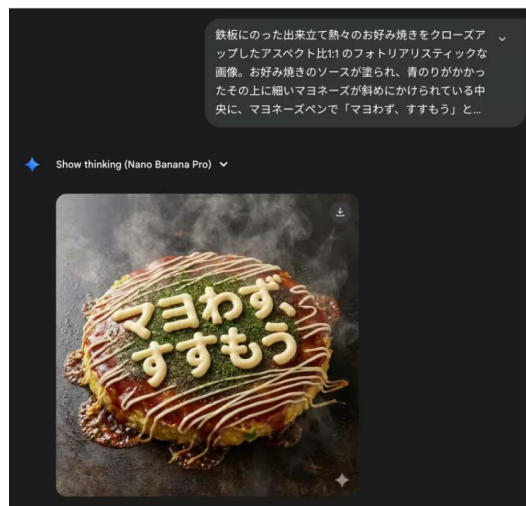 鉄板にのった出来立て熱々のお好み焼きをクローズア
ップしたアスペクト比1:1 のフォトリアリスティックな
画像。お好み焼きのソースが塗られ、青のりがかかっ
たその上に細いマヨネーズが斜めにかけられている中
央に、マヨネーズペンで「マヨわず、すすもう」と...
Show thinking (Nano Banana Pro)
マヨわず、
すすもう